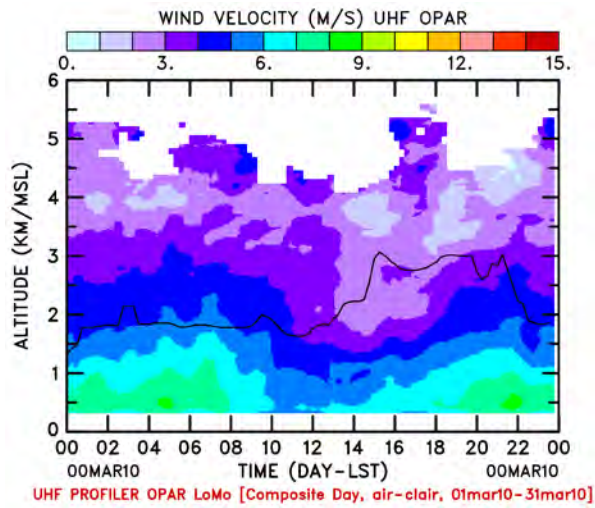 WIND VELOCITY (M/S) UHF OPAR
0. 3. 6. 9. 12. 15.
6
5
4
3
2
1
0
ALTITUDE (KM/MSL)
00 02 04 06 08 10 12 14 16 18 20 22 00
00MAR10 TIME (DAY-LST) 00MAR10
UHF PROFILER OPAR LoMo [Composite Day, air-clair, 01mar10-31mar10]